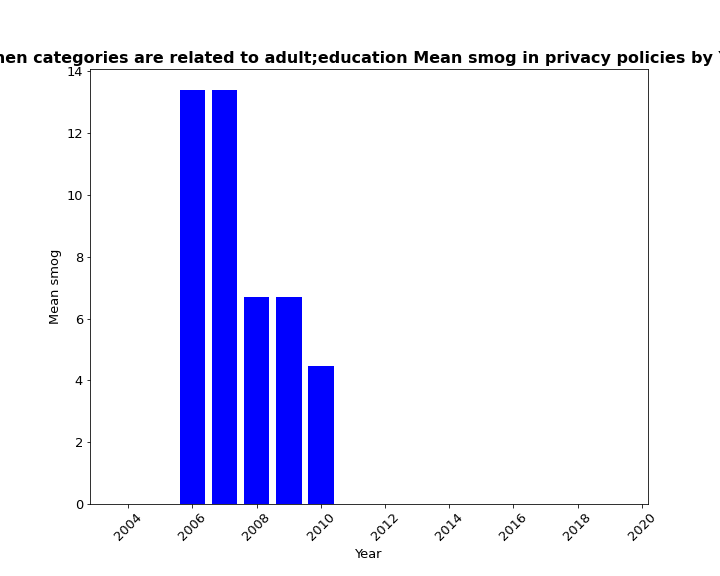 categories are related to adult;education Mean smog in privacy policies by
14
12
10
8
6
4
2
0
Mean smog
2004 2006 2008 2010 2012 2014 2016 2018 2020
Year